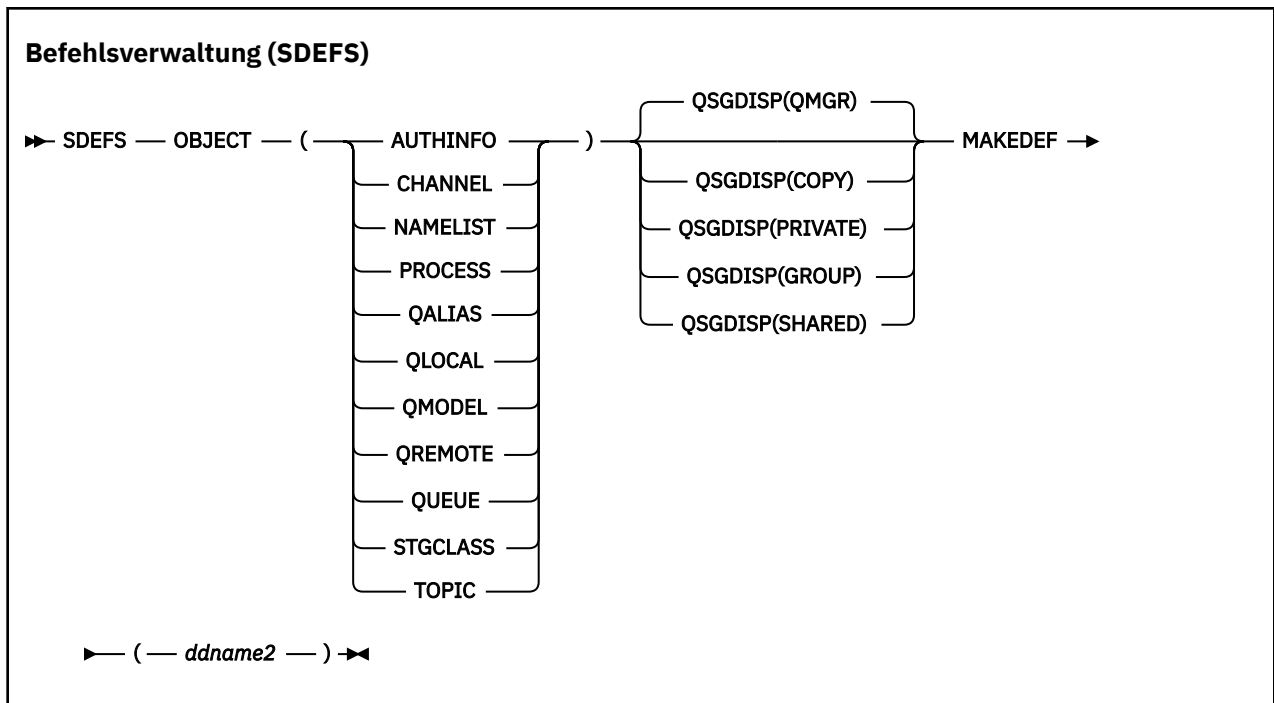 Befehlsverwaltung (SDEFS)
QSGDISP(QMGR)
SDEFS OBJECT ( AUTHINFO ) MAKEDEF
CHANNEL QSGDISP(COPY)
NAMELIST QSGDISP(PRIVATE)
PROCESS QSGDISP(GROUP)
QALIAS QSGDISP(SHARED)
QLOCAL
QMODEL
QREMOTE
QUEUE
STGCLASS
TOPIC
( ddname2 )